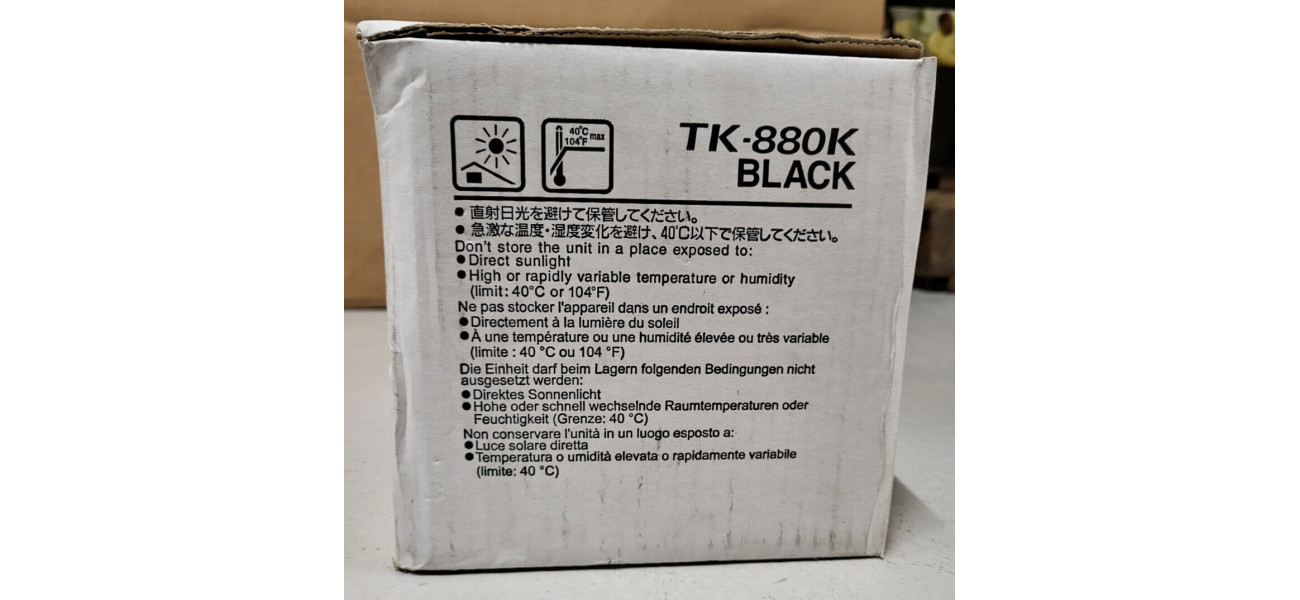 40°C max
104°F
TK-880K
BLACK
● 直射日光を避けて保管してください。
● 急激な温度・湿度変化を避け、40℃以下で保管してください。
Don't store the unit in a place exposed to:
● Direct sunlight
● High or rapidly variable temperature or humidity
(limit: 40°C or 104°F)
Ne pas stocker l'appareil dans un endroit exposé :
● Directement à la lumière du soleil
● À une température ou une humidité élevée ou très variable
(limite : 40 °C ou 104 °F)
Die Einheit darf beim Lagern folgenden Bedingungen nicht
ausgesetzt werden:
● Direktes Sonnenlicht
● Hohe oder schnell wechselnde Raumtemperaturen oder
Feuchtigkeit (Grenze: 40 °C)
Non conservare l'unità in un luogo esposto a:
● Luce solare diretta
● Temperatura o umidità elevata o rapidamente variabile
(limite: 40 °C)